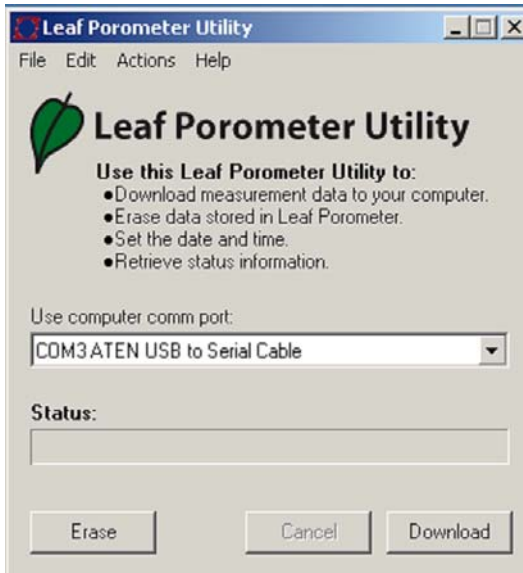 Leaf Porometer Utility
File Edit Actions Help
Leaf Porometer Utility
Use this Leaf Porometer Utility to:
●Download measurement data to your computer.
●Erase data stored in Leaf Porometer.
●Set the date and time.
●Retrieve status information.
Use computer comm port:
COM3 ATEN USB to Serial Cable
Status:
Erase Cancel Download